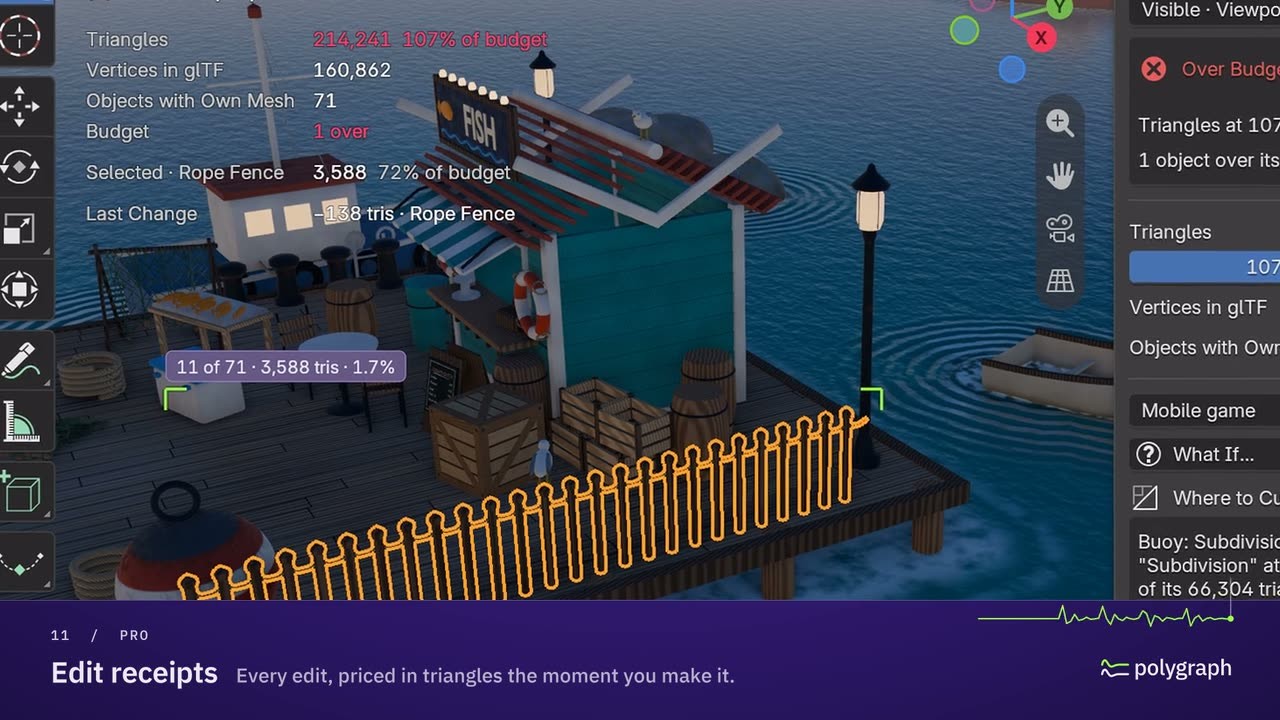 Y
X
Visible · Viewpo
Triangles 214,241 107% of budget
Vertices in glTF 160,862
Objects with Own Mesh 71
Budget 1 over
Selected · Rope Fence 3,588 72% of budget
Last Change −138 tris · Rope Fence
FISH
11 of 71 · 3,588 tris · 1.7%
Over Budge
Triangles at 107
1 object over its
Triangles
107
Vertices in glTF
Objects with Own
Mobile game
What If...
Where to Cu
Buoy: Subdivisio
"Subdivision" at
of its 66,304 tria
11 / PRO
Edit receipts Every edit, priced in triangles the moment you make it.
polygraph